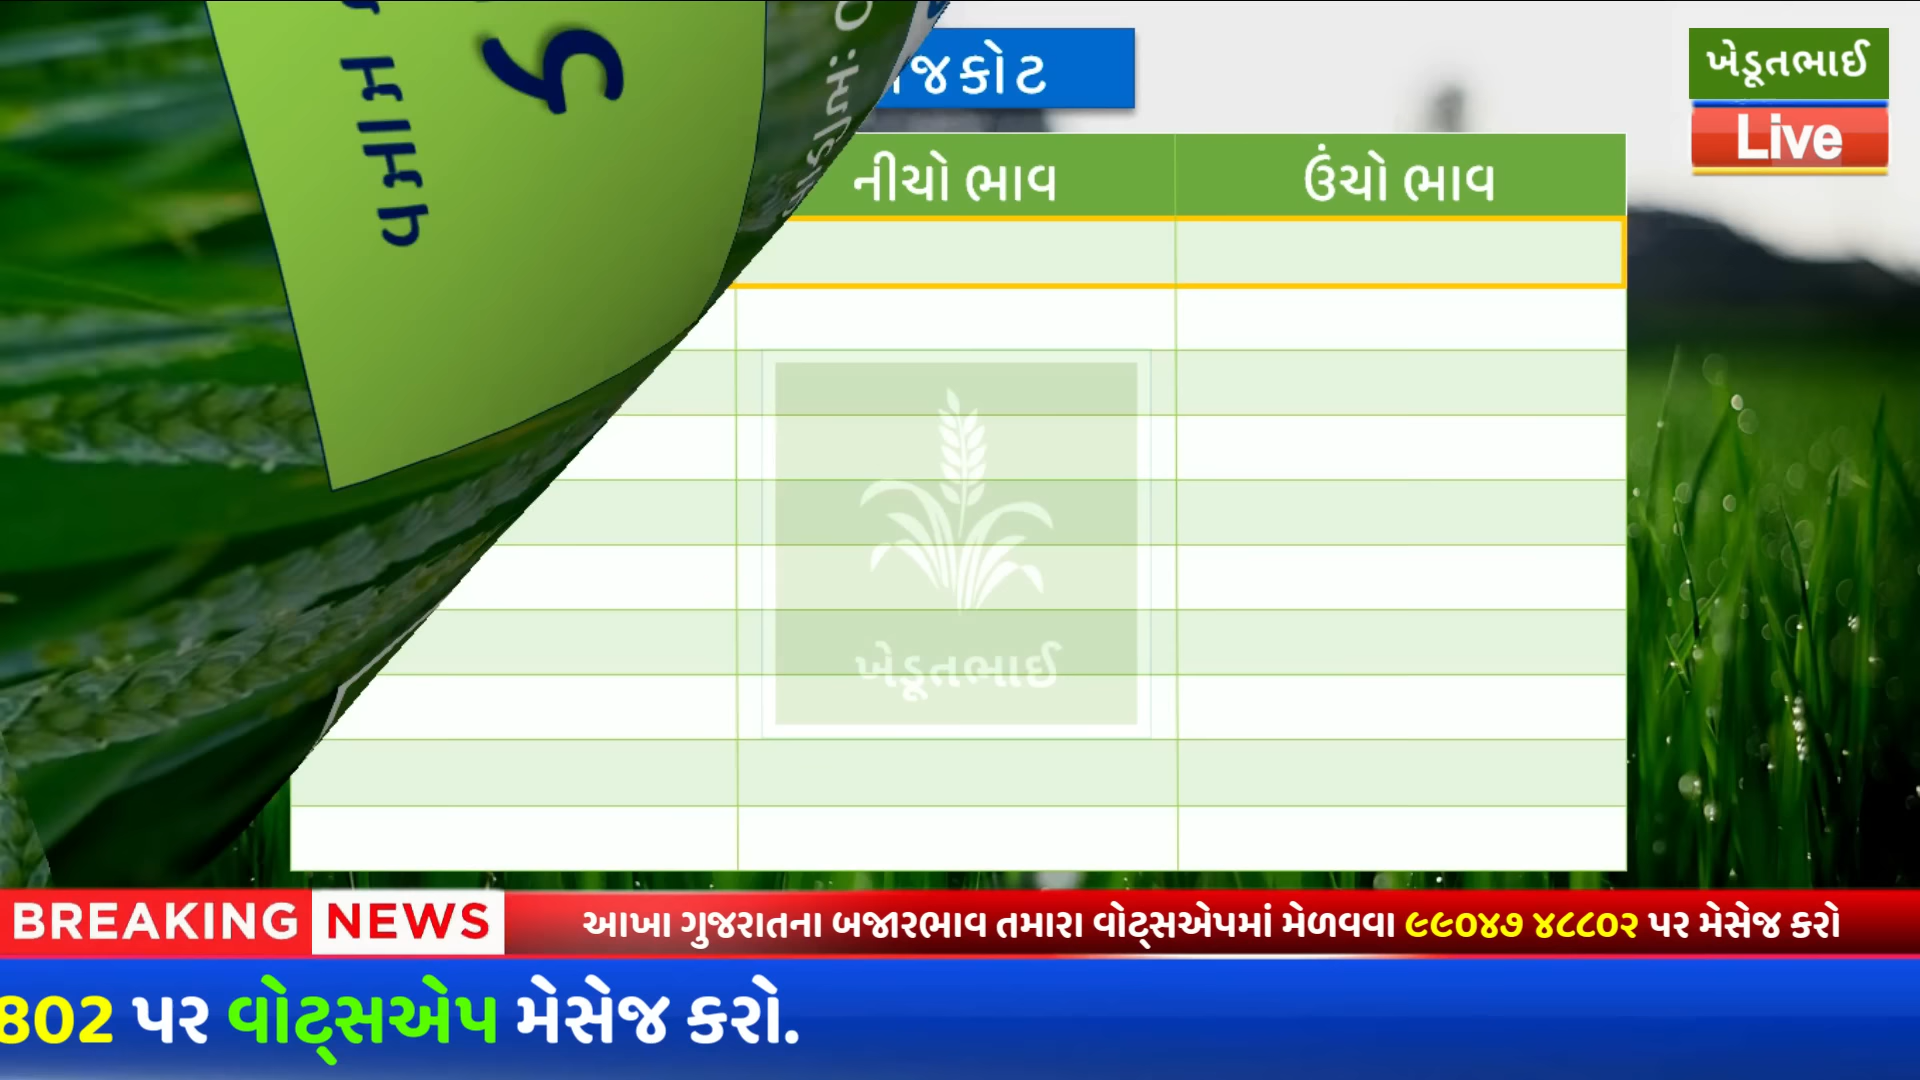 જકોટ
ખેડૂતભાઈ
Live
નીચો ભાવ
ઉંચો ભાવ
ખેડૂતભાઈ
BREAKING NEWS
આખા ગુજરાતના બજારભાવ તમારા વોટ્સએપમાં મેળવવા ૯૯૦૪૭ ૪૮૮૦૨ પર મેસેજ કરો
802 પર વોટ્સએપ મેસેજ કરો.